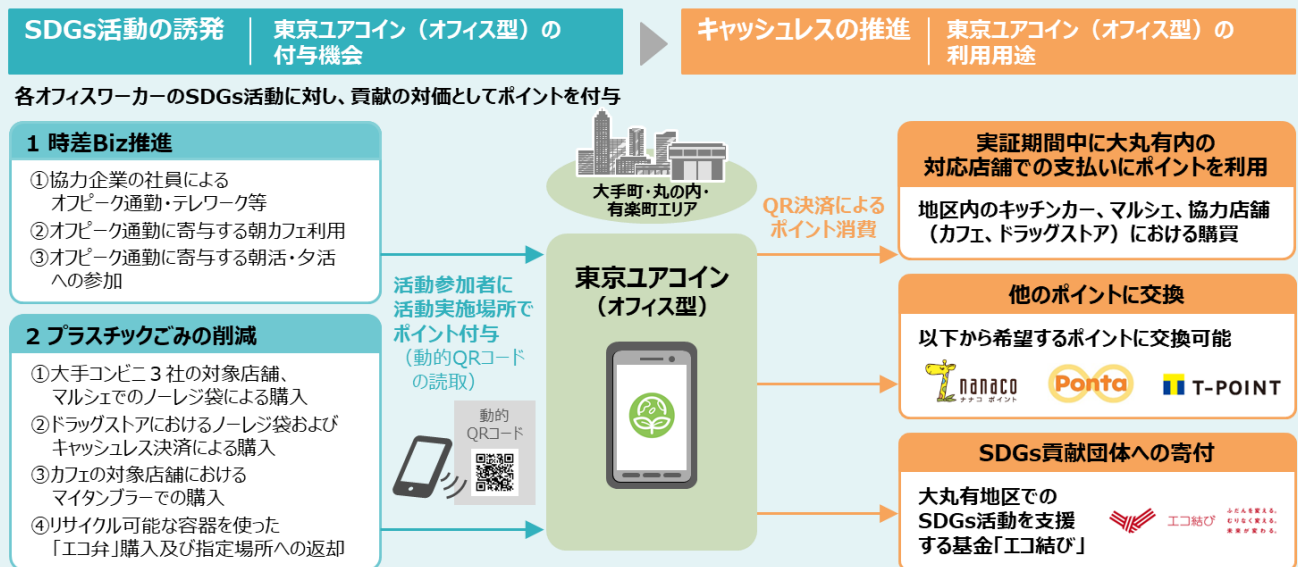 SDGs活動の誘発
東京ユアコイン（オフィス型）の
付与機会
キャッシュレスの推進
東京ユアコイン（オフィス型）の
利用用途
各オフィスワーカーのSDGs活動に対し、貢献の対価としてポイントを付与
1 時差Biz推進
①協力企業の社員による
オフピーク通勤・テレワーク等
②オフピーク通勤に寄与する朝カフェ利用
③オフピーク通勤に寄与する朝活・夕活
への参加
2 プラスチックごみの削減
①大手コンビニ３社の対象店舗、
マルシェでのノーレジ袋による購入
②ドラッグストアにおけるノーレジ袋および
キャッシュレス決済による購入
③カフェの対象店舗における
マイタンブラーでの購入
④リサイクル可能な容器を使った
「エコ弁」購入及び指定場所への返却
活動参加者に
活動実施場所で
ポイント付与
（動的QRコード
の読取）
動的
QRコード
大手町・丸の内・
有楽町エリア
東京ユアコイン
（オフィス型）
QR決済による
ポイント消費
実証期間中に大丸有内の
対応店舗での支払いにポイントを利用
地区内のキッチンカー、マルシェ、協力店舗
（カフェ、ドラッグストア）における購買
他のポイントに交換
以下から希望するポイントに交換可能
nanaco
ナナコ ポイント
Ponta
T-POINT
SDGs貢献団体への寄付
大丸有地区での
SDGs活動を支援
する基金「エコ結び」
エコ結び
ふだんを変える。
むりなく変える。
未来が変わる。